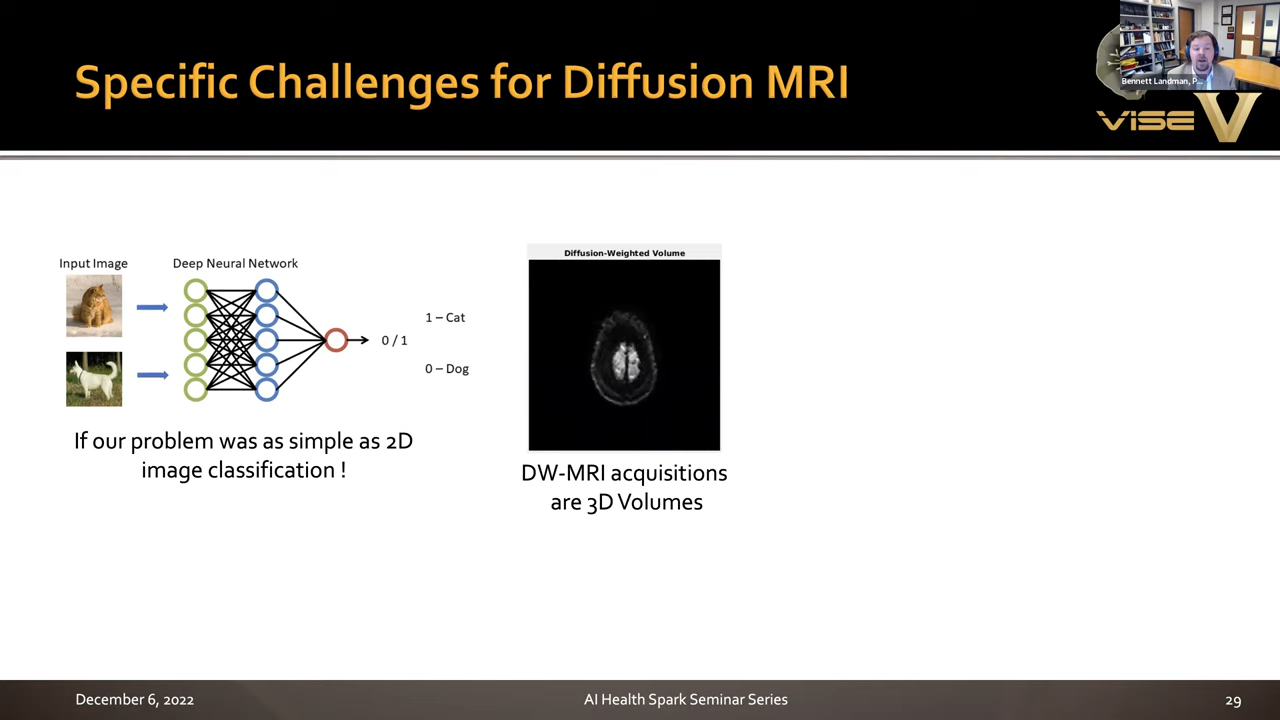 Specific Challenges for Diffusion MRI
Bennett Landman, P...
VISE V
Input Image
Deep Neural Network
1 – Cat
0 / 1
0 – Dog
If our problem was as simple as 2D
image classification !
Diffusion-Weighted Volume
DW-MRI acquisitions
are 3D Volumes
December 6, 2022
AI Health Spark Seminar Series
29